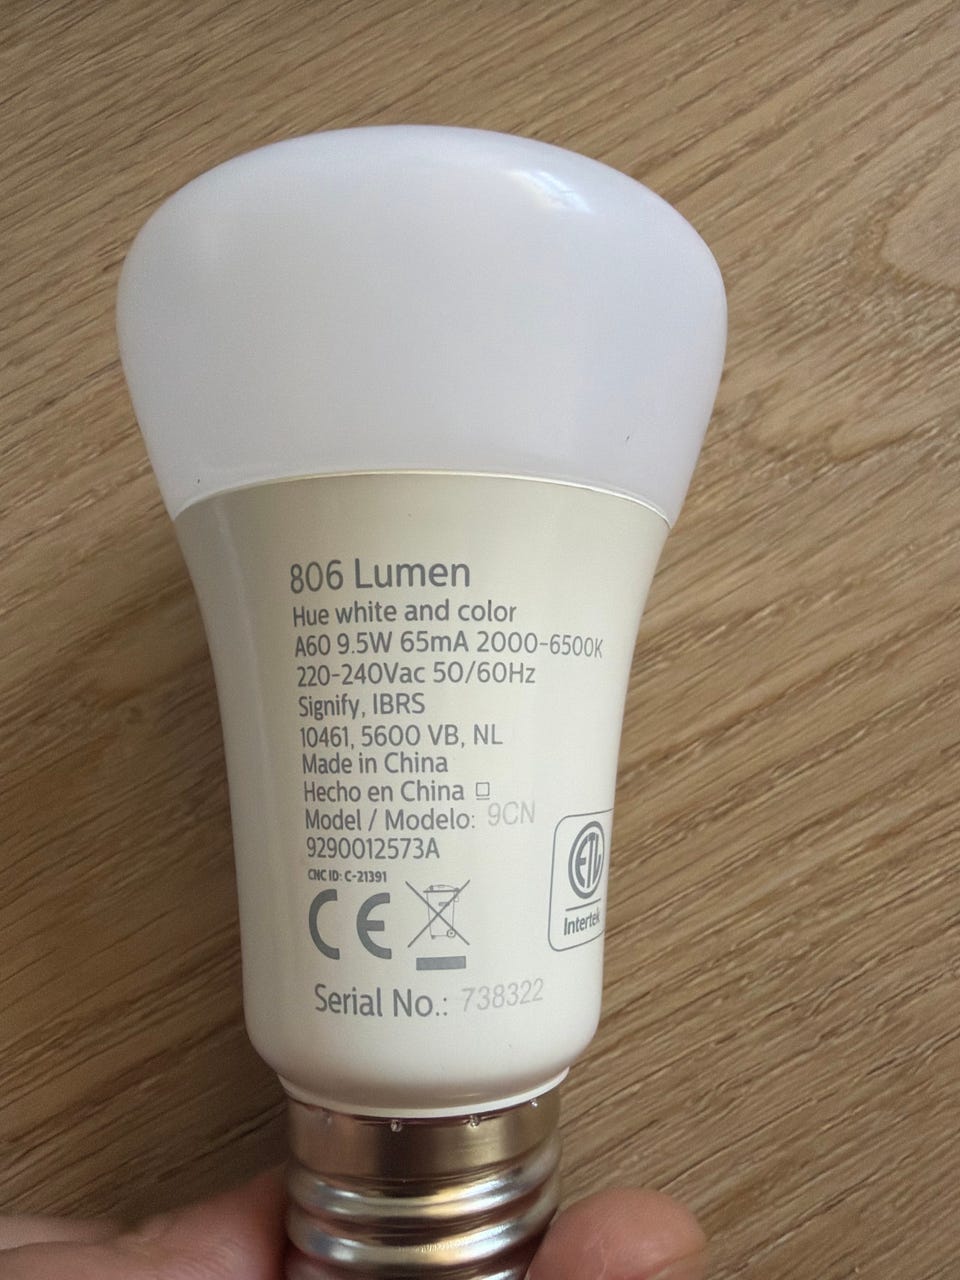 806 Lumen
Hue white and color
A60 9.5W 65mA 2000-6500K
220-240Vac 50/60Hz
Signify, IBRS
10461, 5600 VB, NL
Made in China
Hecho en China
Model / Modelo: 9CN
9290012573A
CNC ID: C-21391
CE
ETL
Intertek
Serial No.: 738322